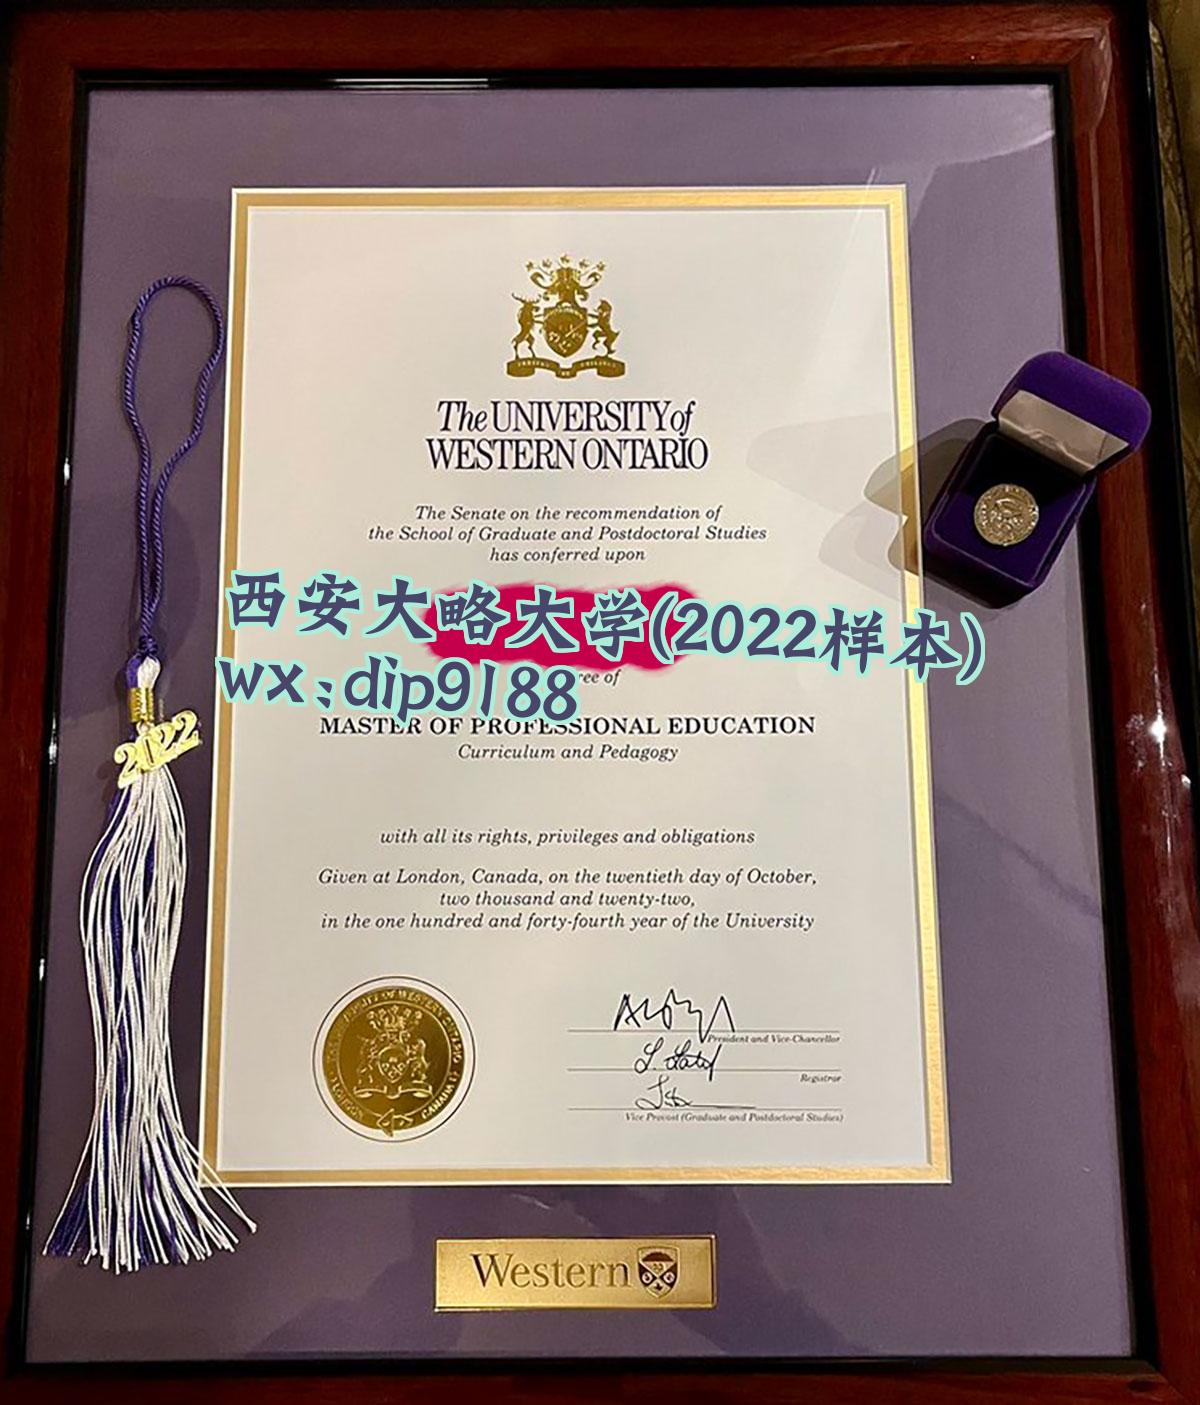 The UNIVERSITY of
WESTERN ONTARIO
The Senate on the recommendation of
the School of Graduate and Postdoctoral Studies
has conferred upon
西安大略大学(2022样本)
wx:dip9188
ree of
MASTER OF PROFESSIONAL EDUCATION
Curriculum and Pedagogy
2022
with all its rights, privileges and obligations
Given at London, Canada, on the twentieth day of October,
two thousand and twenty-two,
in the one hundred and forty-fourth year of the University
President and Vice-Chancellor
Registrar
Vice Provost (Graduate and Postdoctoral Studies)
Western